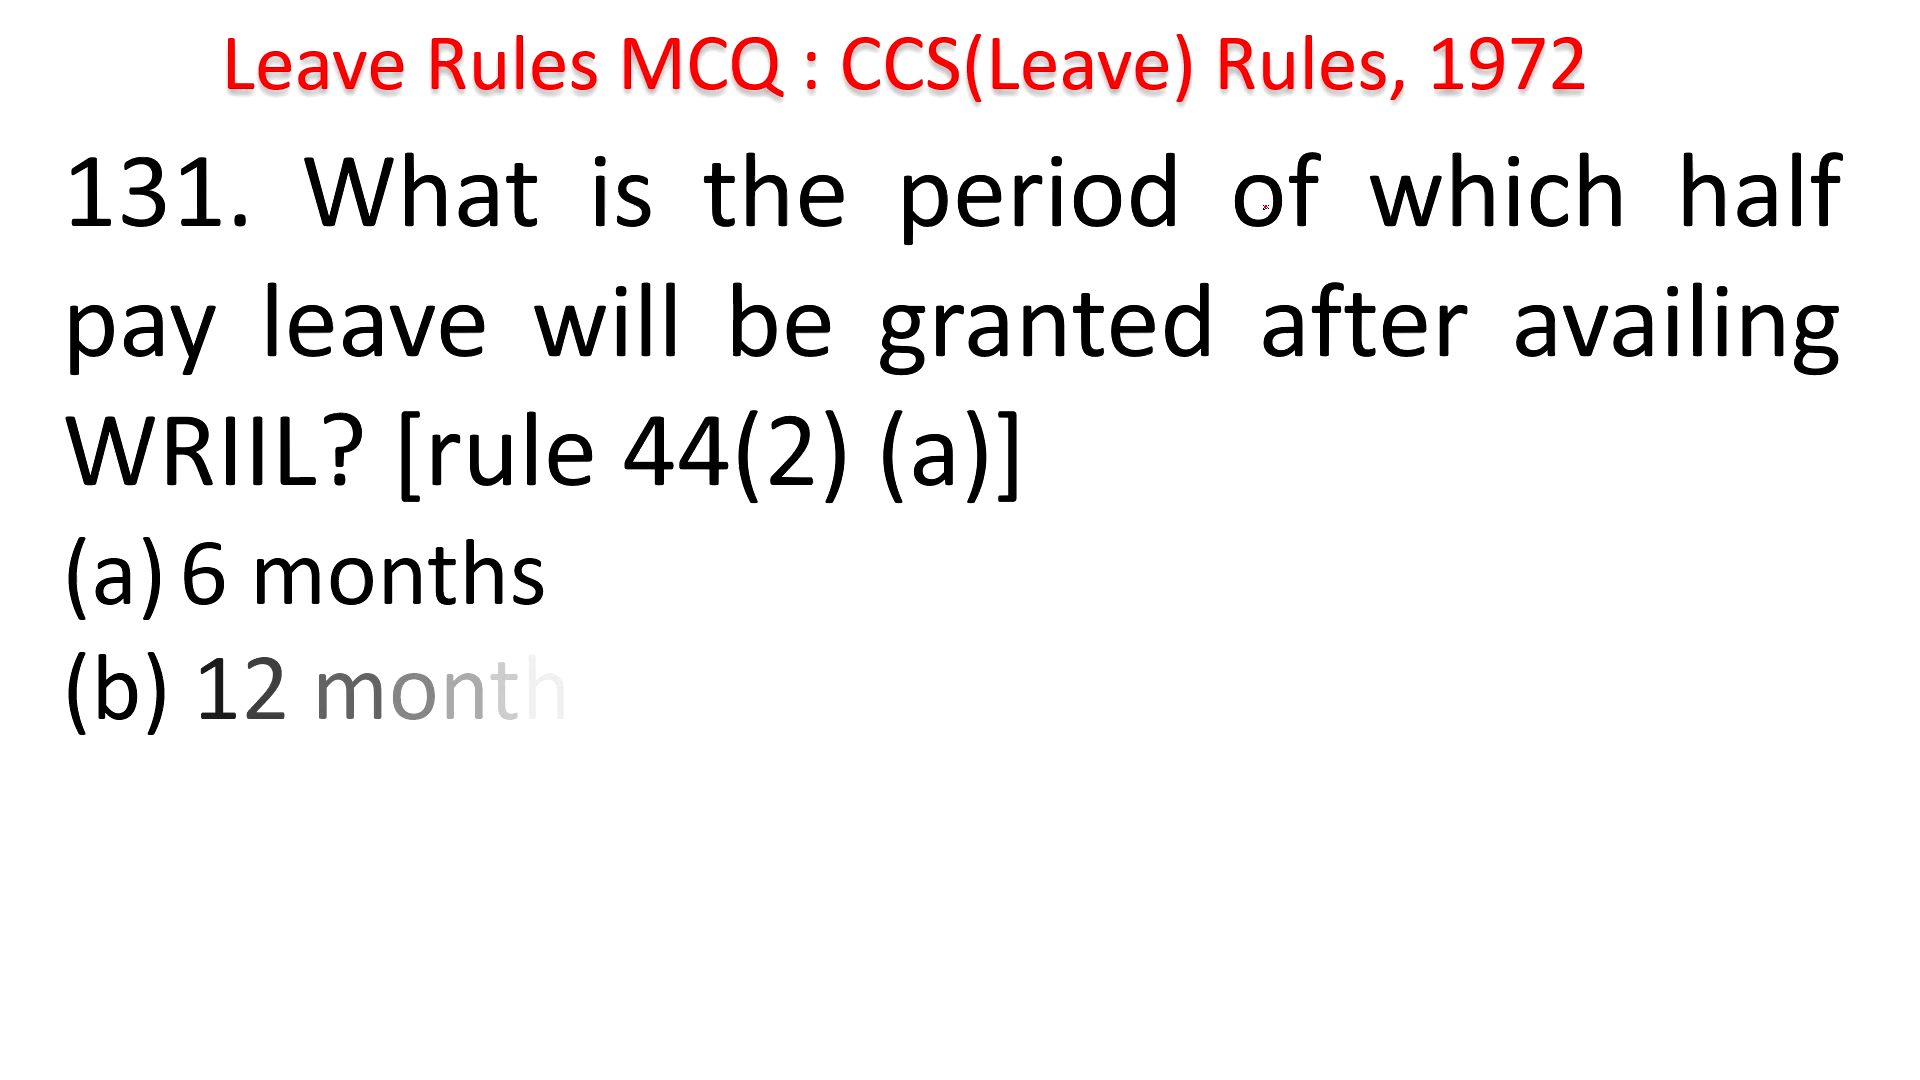 Leave Rules MCQ : CCS(Leave) Rules, 1972
131. What is the period of which half
pay leave will be granted after availing
WRIIL? [rule 44(2) (a)]
(a) 6 months
(b) 12 month